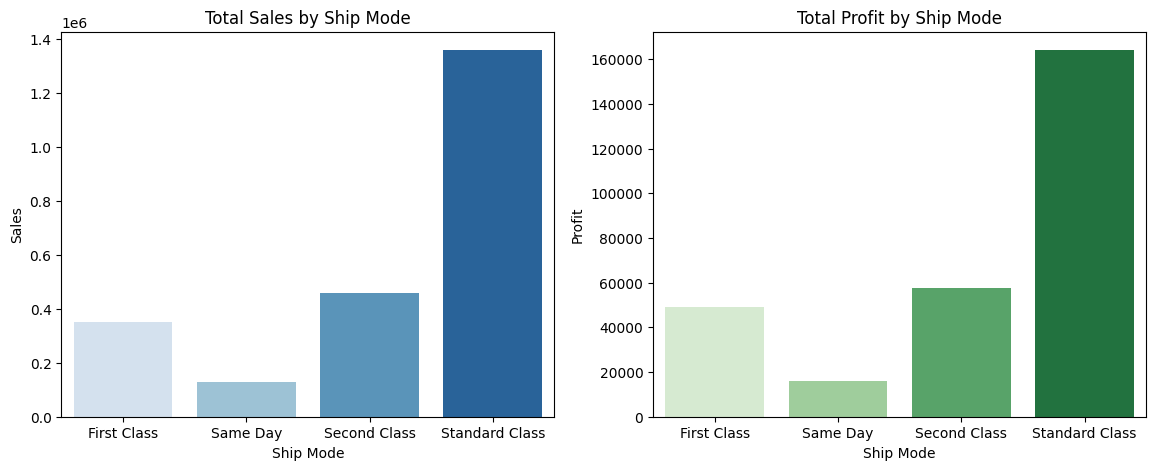 Total Sales by Ship Mode
1e6
1.4
1.2
1.0
0.8
0.6
0.4
0.2
0.0
Sales
First Class Same Day Second Class Standard Class
Ship Mode
Total Profit by Ship Mode
160000
140000
120000
100000
80000
60000
40000
20000
0
Profit
First Class Same Day Second Class Standard Class
Ship Mode